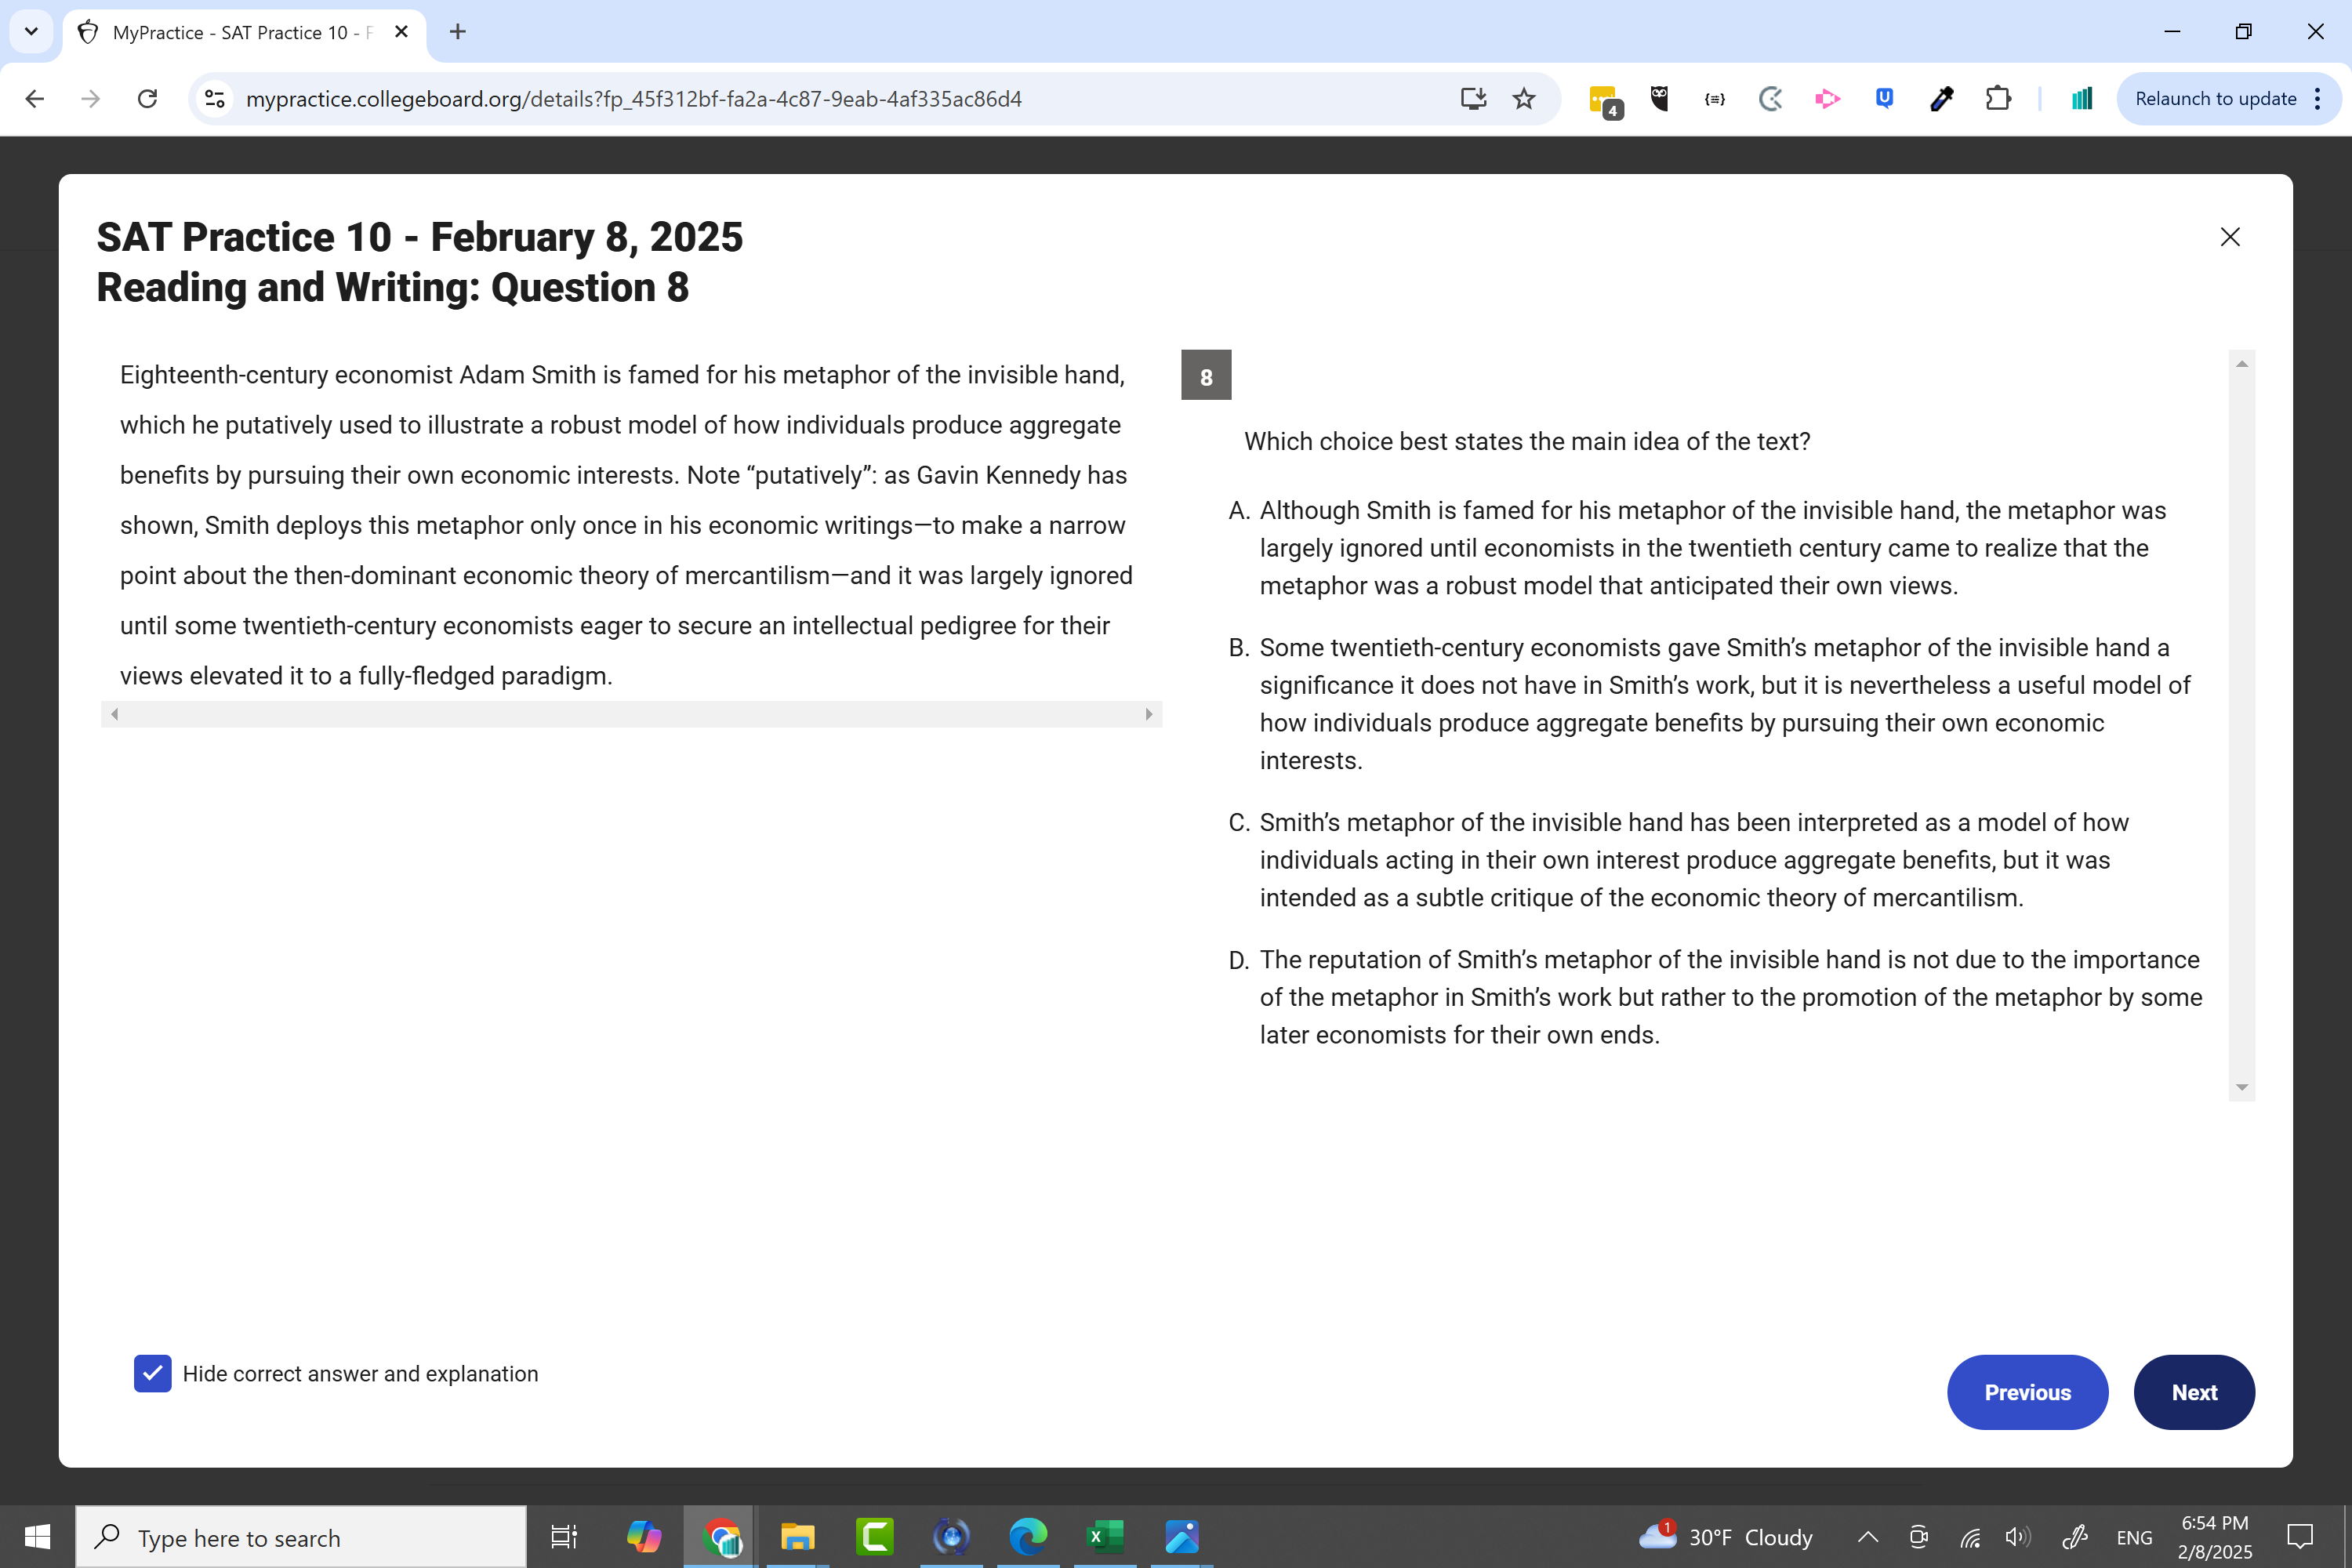 MyPractice - SAT Practice 10 - F
mypractice.collegeboard.org/details?fp_45f312bf-fa2a-4c87-9eab-4af335ac86d4
4
{≡}
U
Relaunch to update
SAT Practice 10 - February 8, 2025
Reading and Writing: Question 8
Eighteenth-century economist Adam Smith is famed for his metaphor of the invisible hand,
which he putatively used to illustrate a robust model of how individuals produce aggregate
benefits by pursuing their own economic interests. Note “putatively”: as Gavin Kennedy has
shown, Smith deploys this metaphor only once in his economic writings—to make a narrow
point about the then-dominant economic theory of mercantilism—and it was largely ignored
until some twentieth-century economists eager to secure an intellectual pedigree for their
views elevated it to a fully-fledged paradigm.
8
Which choice best states the main idea of the text?
A. Although Smith is famed for his metaphor of the invisible hand, the metaphor was
largely ignored until economists in the twentieth century came to realize that the
metaphor was a robust model that anticipated their own views.
B. Some twentieth-century economists gave Smith’s metaphor of the invisible hand a
significance it does not have in Smith’s work, but it is nevertheless a useful model of
how individuals produce aggregate benefits by pursuing their own economic
interests.
C. Smith’s metaphor of the invisible hand has been interpreted as a model of how
individuals acting in their own interest produce aggregate benefits, but it was
intended as a subtle critique of the economic theory of mercantilism.
D. The reputation of Smith’s metaphor of the invisible hand is not due to the importance
of the metaphor in Smith’s work but rather to the promotion of the metaphor by some
later economists for their own ends.
Hide correct answer and explanation
Previous
Next
Type here to search
1
30°F Cloudy
ENG
6:54 PM
2/8/2025